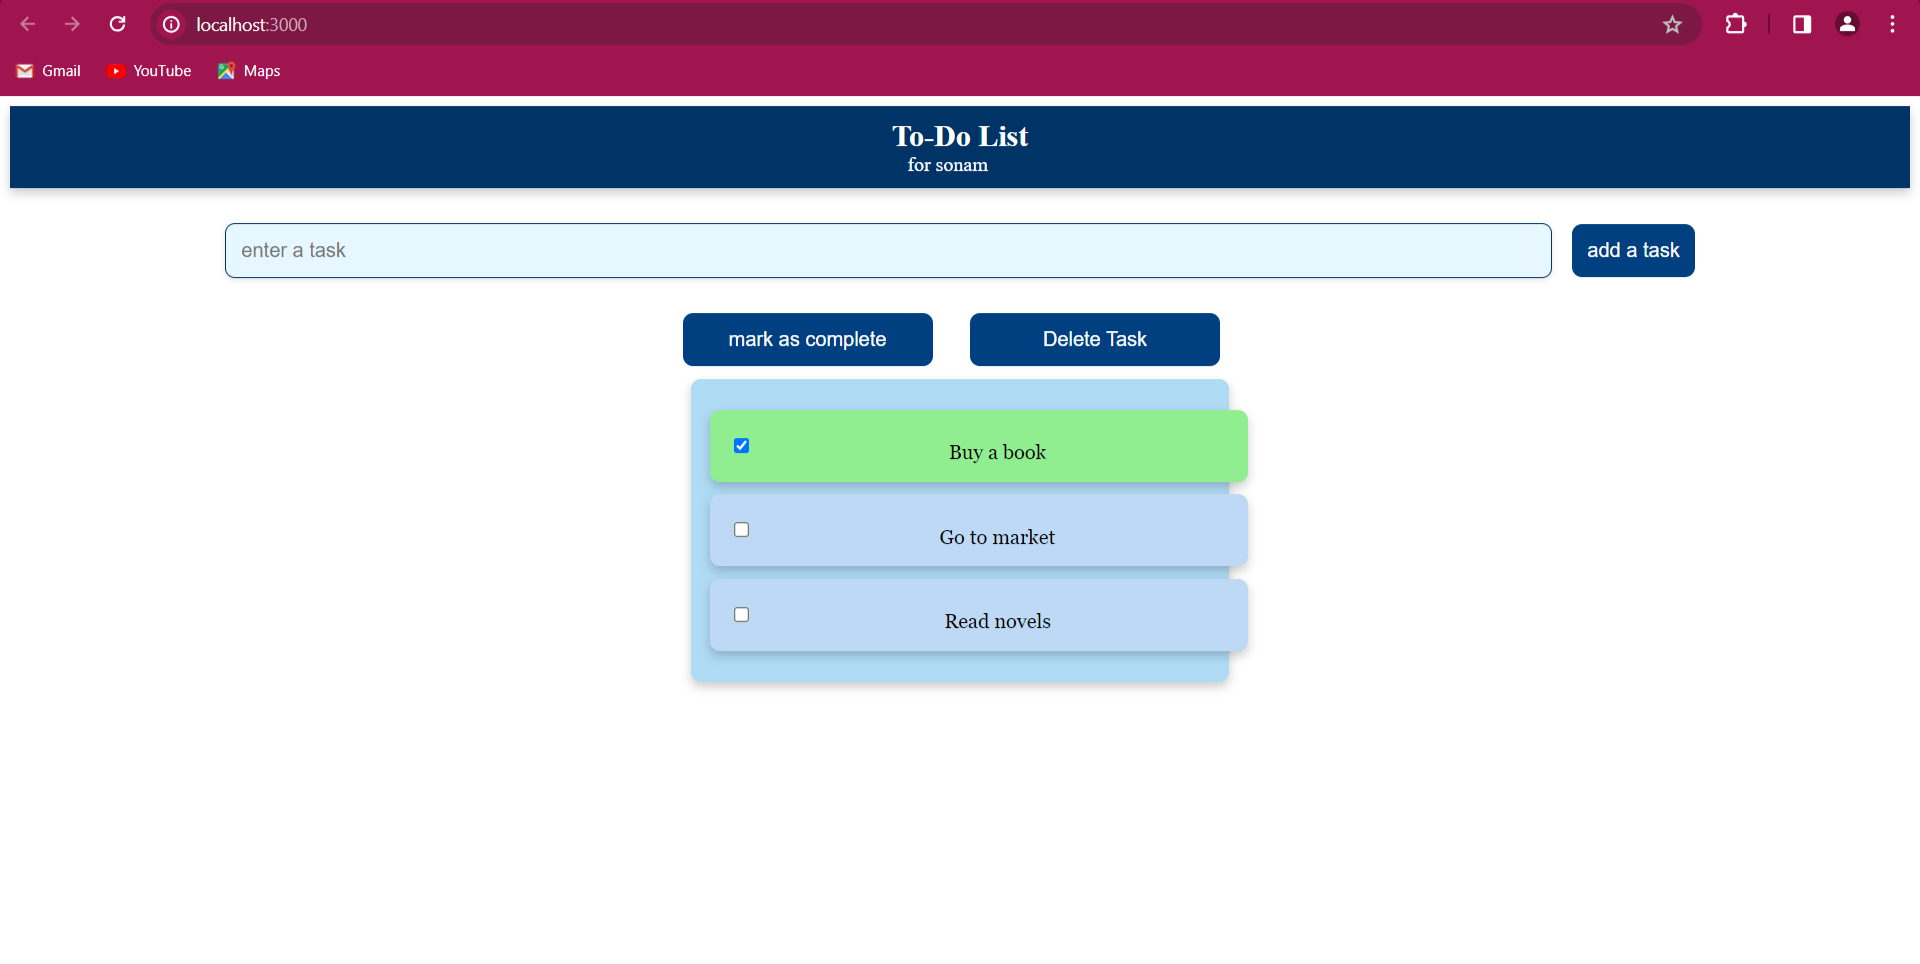 localhost:3000
Gmail YouTube Maps
To-Do List
for sonam
enter a task add a task
mark as complete Delete Task
Buy a book
Go to market
Read novels